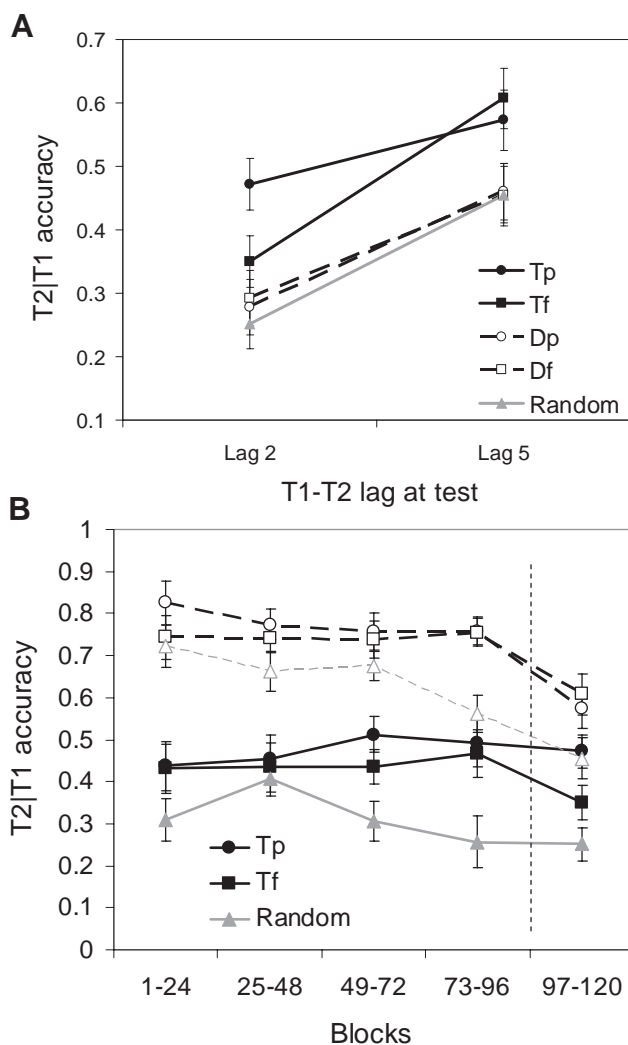 A
0.7
0.6
0.5
0.4
0.3
0.2
0.1
T2|T1 accuracy
Tp
Tf
Dp
Df
Random
Lag 2 Lag 5
T1-T2 lag at test
B
1
0.9
0.8
0.7
0.6
0.5
0.4
0.3
0.2
0.1
0
T2|T1 accuracy
Tp
Tf
Random
1-24 25-48 49-72 73-96 97-120
Blocks